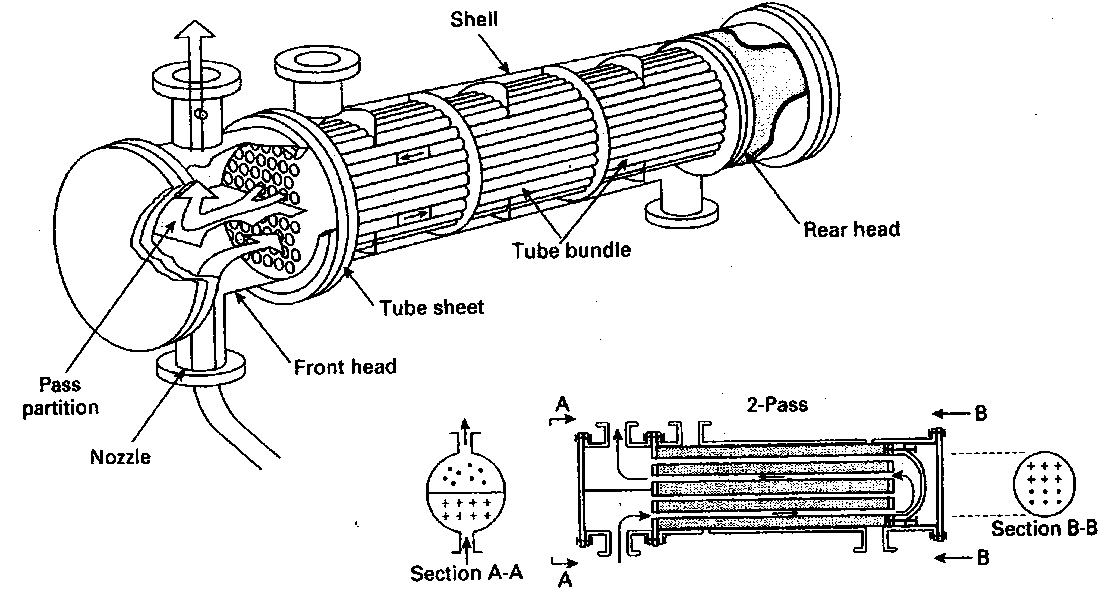 Shell
Rear head
Tube bundle
Tube sheet
Front head
Pass
partition
Nozzle
2-Pass
A
A
B
B
Section A-A
Section B-B